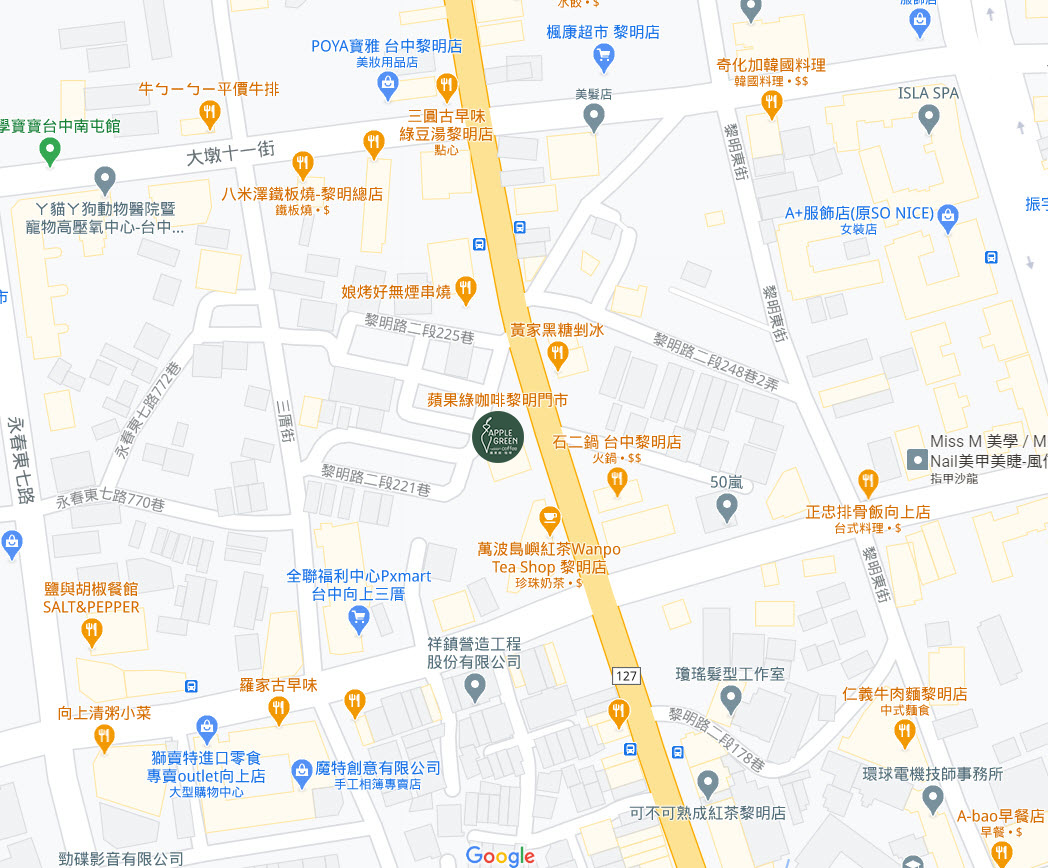 水餃 • $
服飾店
POYA寶雅 台中黎明店
美妝用品店
楓康超市 黎明店
奇化加韓國料理
韓國料理 • $$
牛ㄅㄧㄅㄧ平價牛排
三圓古早味
綠豆湯黎明店
點心
美髮店
ISLA SPA
學寶寶台中南屯館
大墩十一街
黎明東街
八米澤鐵板燒-黎明總店
鐵板燒 • $
ㄚ貓ㄚ狗動物醫院暨
寵物高壓氧中心-台中...
A+服飾店(原SO NICE)
女裝店
振宇
市
娘烤好無煙串燒
黎明路二段225巷
黃家黑糖剉冰
黎明東街
黎明路二段248巷2弄
永春東七路772巷
三厝街
蘋果綠咖啡黎明門市
APPLE
GREEN
coffee
永春東七路
石二鍋 台中黎明店
火鍋 • $$
Miss M 美學 / M
Nail美甲美睫-風
指甲沙龍
黎明路二段221巷
50嵐
永春東七路770巷
正忠排骨飯向上店
台式料理 • $
萬波島嶼紅茶Wanpo
Tea Shop 黎明店
珍珠奶茶 • $
黎明東街
全聯福利中心Pxmart
台中向上三厝
鹽與胡椒餐館
SALT&PEPPER
祥鎮營造工程
股份有限公司
127
瓊瑤髮型工作室
羅家古早味
仁義牛肉麵黎明店
中式麵食
向上清粥小菜
黎明路二段178巷
獅賣特進口零食
專賣outlet向上店
大型購物中心
魔特創意有限公司
手工相簿專賣店
環球電機技師事務所
可不可熟成紅茶黎明店
A-bao早餐店
早餐 • $
勁碟影音有限公司
Google